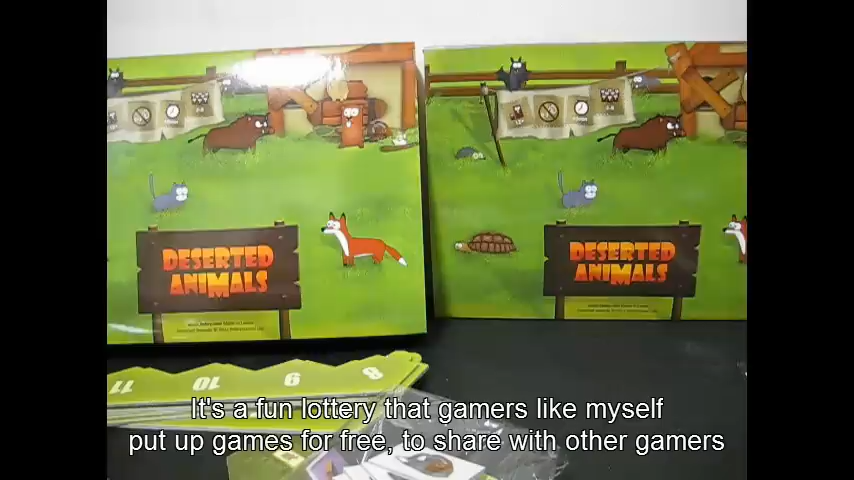 DESERTED
ANIMALS
DESERTED
ANIMALS
11 10 9 8
It's a fun lottery that gamers like myself
put up games for free, to share with other gamers